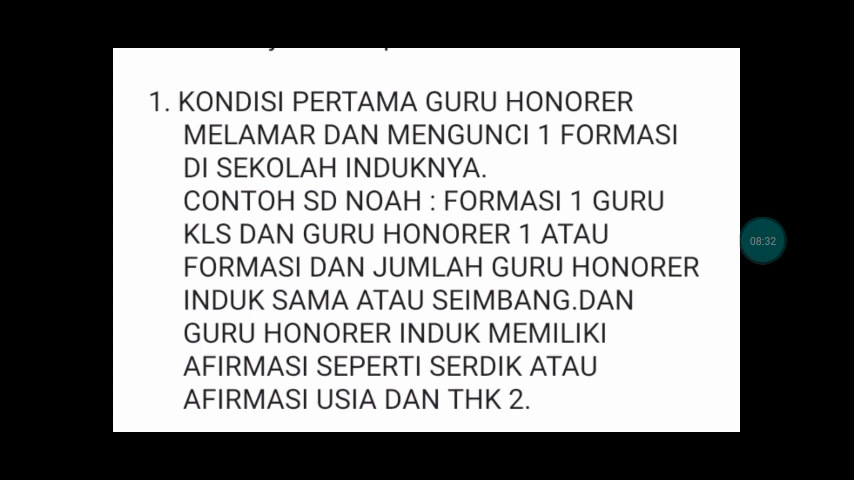 1. KONDISI PERTAMA GURU HONORER
MELAMAR DAN MENGUNCI 1 FORMASI
DI SEKOLAH INDUKNYA.
CONTOH SD NOAH : FORMASI 1 GURU
KLS DAN GURU HONORER 1 ATAU
FORMASI DAN JUMLAH GURU HONORER
INDUK SAMA ATAU SEIMBANG.DAN
GURU HONORER INDUK MEMILIKI
AFIRMASI SEPERTI SERDIK ATAU
AFIRMASI USIA DAN THK 2.
08:32